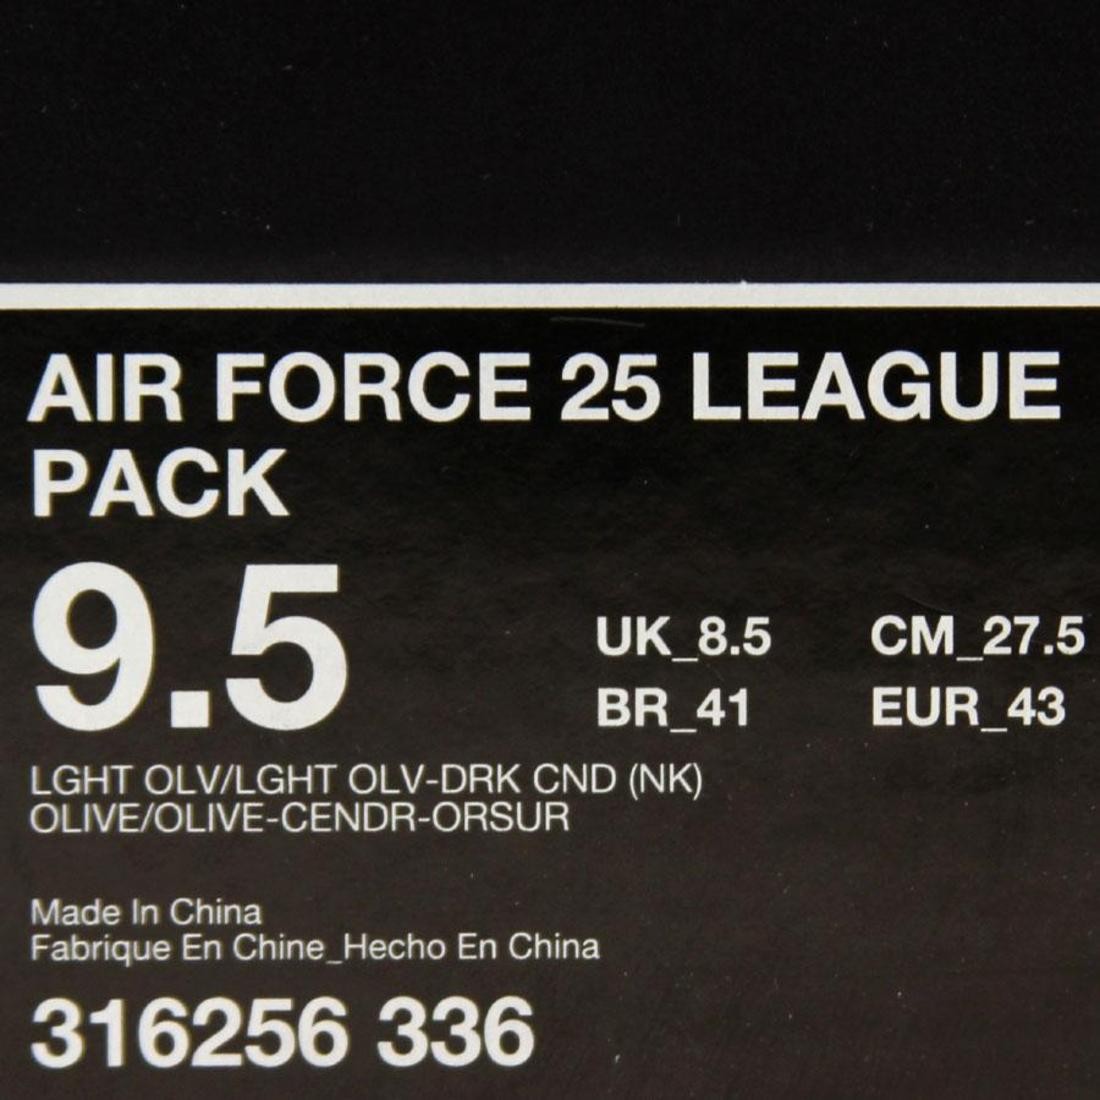 AIR FORCE 25 LEAGUE
PACK
9.5
UK_8.5 CM_27.5
BR_41 EUR_43
LGHT OLV/LGHT OLV-DRK CND (NK)
OLIVE/OLIVE-CENDR-ORSUR
Made In China
Fabrique En Chine_Hecho En China
316256 336